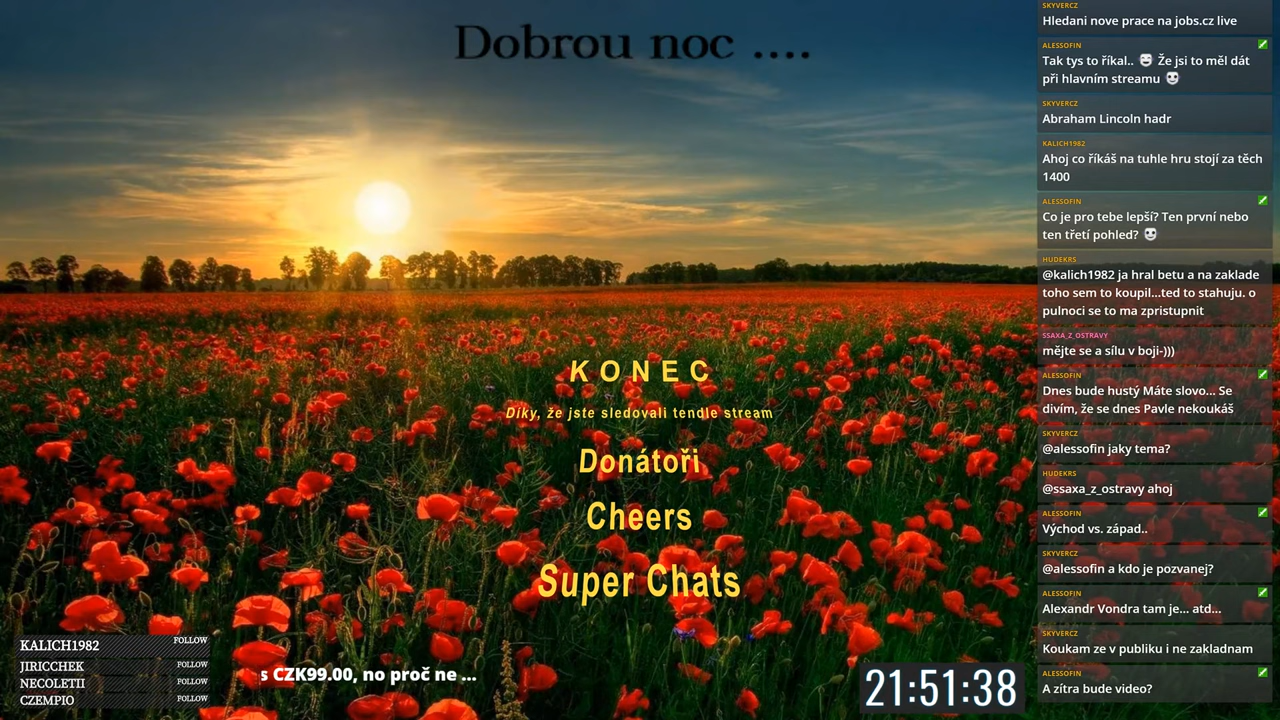 Dobrou noc ....
KONEC
Díky, že jste sledovali tendle stream
Donátoři
Cheers
Super Chats
KALICH1982 FOLLOW
JIRICCHEK FOLLOW
NECOLETII FOLLOW
CZEMPIO FOLLOW
s CZK99.00, no proč ne ...
21:51:38
SKYVERCZ
Hledani nove prace na jobs.cz live
ALESSOFIN
Tak tys to říkal.. Že jsi to měl dát
při hlavním streamu
SKYVERCZ
Abraham Lincoln hadr
KALICH1982
Ahoj co říkáš na tuhle hru stojí za těch
1400
ALESSOFIN
Co je pro tebe lepší? Ten první nebo
ten třetí pohled?
HUDEKRS
@kalich1982 ja hral betu a na zaklade
toho sem to koupil...ted to stahuju. o
pulnoci se to ma zpristupnit
SSAXA_Z_OSTRAVY
mějte se a sílu v boji-)))
ALESSOFIN
Dnes bude hustý Máte slovo... Se
divím, že se dnes Pavle nekoukáš
SKYVERCZ
@alessofin jaky tema?
HUDEKRS
@ssaxa_z_ostravy ahoj
ALESSOFIN
Východ vs. západ..
SKYVERCZ
@alessofin a kdo je pozvanej?
ALESSOFIN
Alexandr Vondra tam je... atd...
SKYVERCZ
Koukam ze v publiku i ne zakladnam
ALESSOFIN
A zítra bude video?